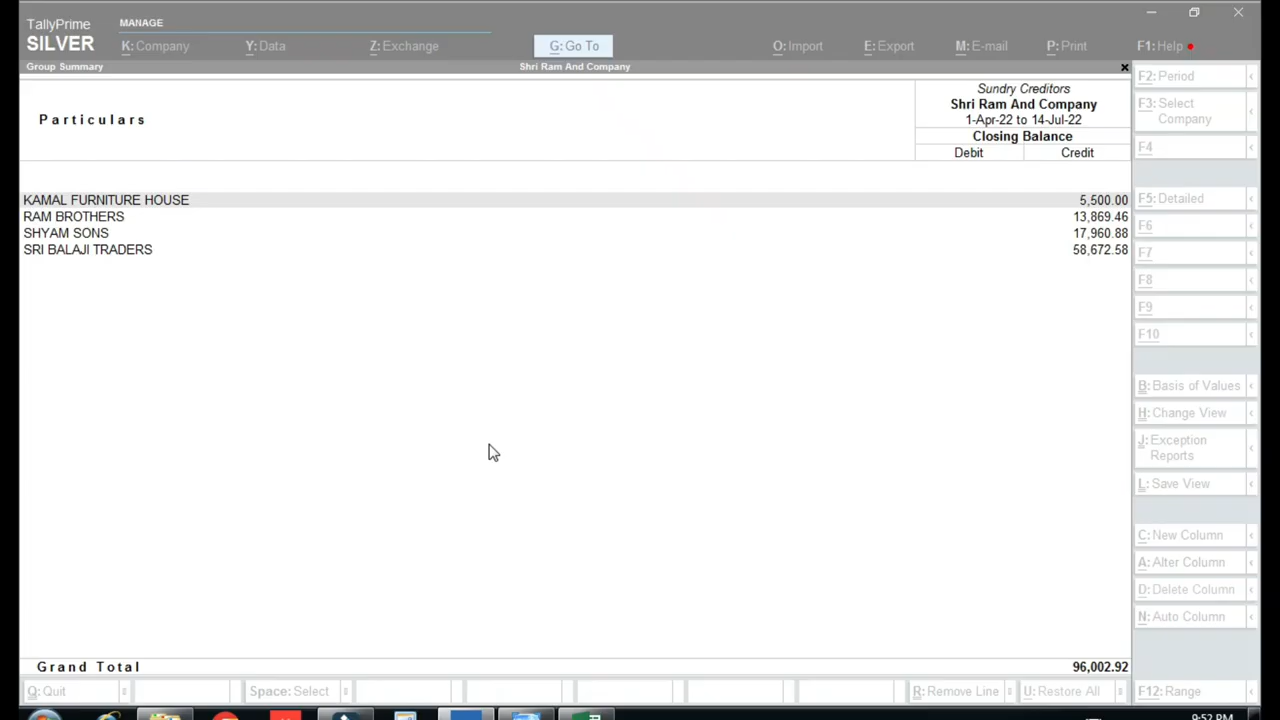 TallyPrime
SILVER
MANAGE
K: Company Y: Data Z: Exchange G: Go To O: Import E: Export M: E-mail P: Print F1: Help
Group Summary Shri Ram And Company
Particulars
Sundry Creditors
Shri Ram And Company
1-Apr-22 to 14-Jul-22
Closing Balance
Debit Credit
KAMAL FURNITURE HOUSE 5,500.00
RAM BROTHERS 13,869.46
SHYAM SONS 17,960.88
SRI BALAJI TRADERS 58,672.58
Grand Total 96,002.92
F2: Period
F3: Select
Company
F4
F5: Detailed
F6
F7
F8
F9
F10
B: Basis of Values
H: Change View
J: Exception
Reports
L: Save View
C: New Column
A: Alter Column
D: Delete Column
N: Auto Column
Q: Quit Space: Select R: Remove Line U: Restore All F12: Range
9:52 PM